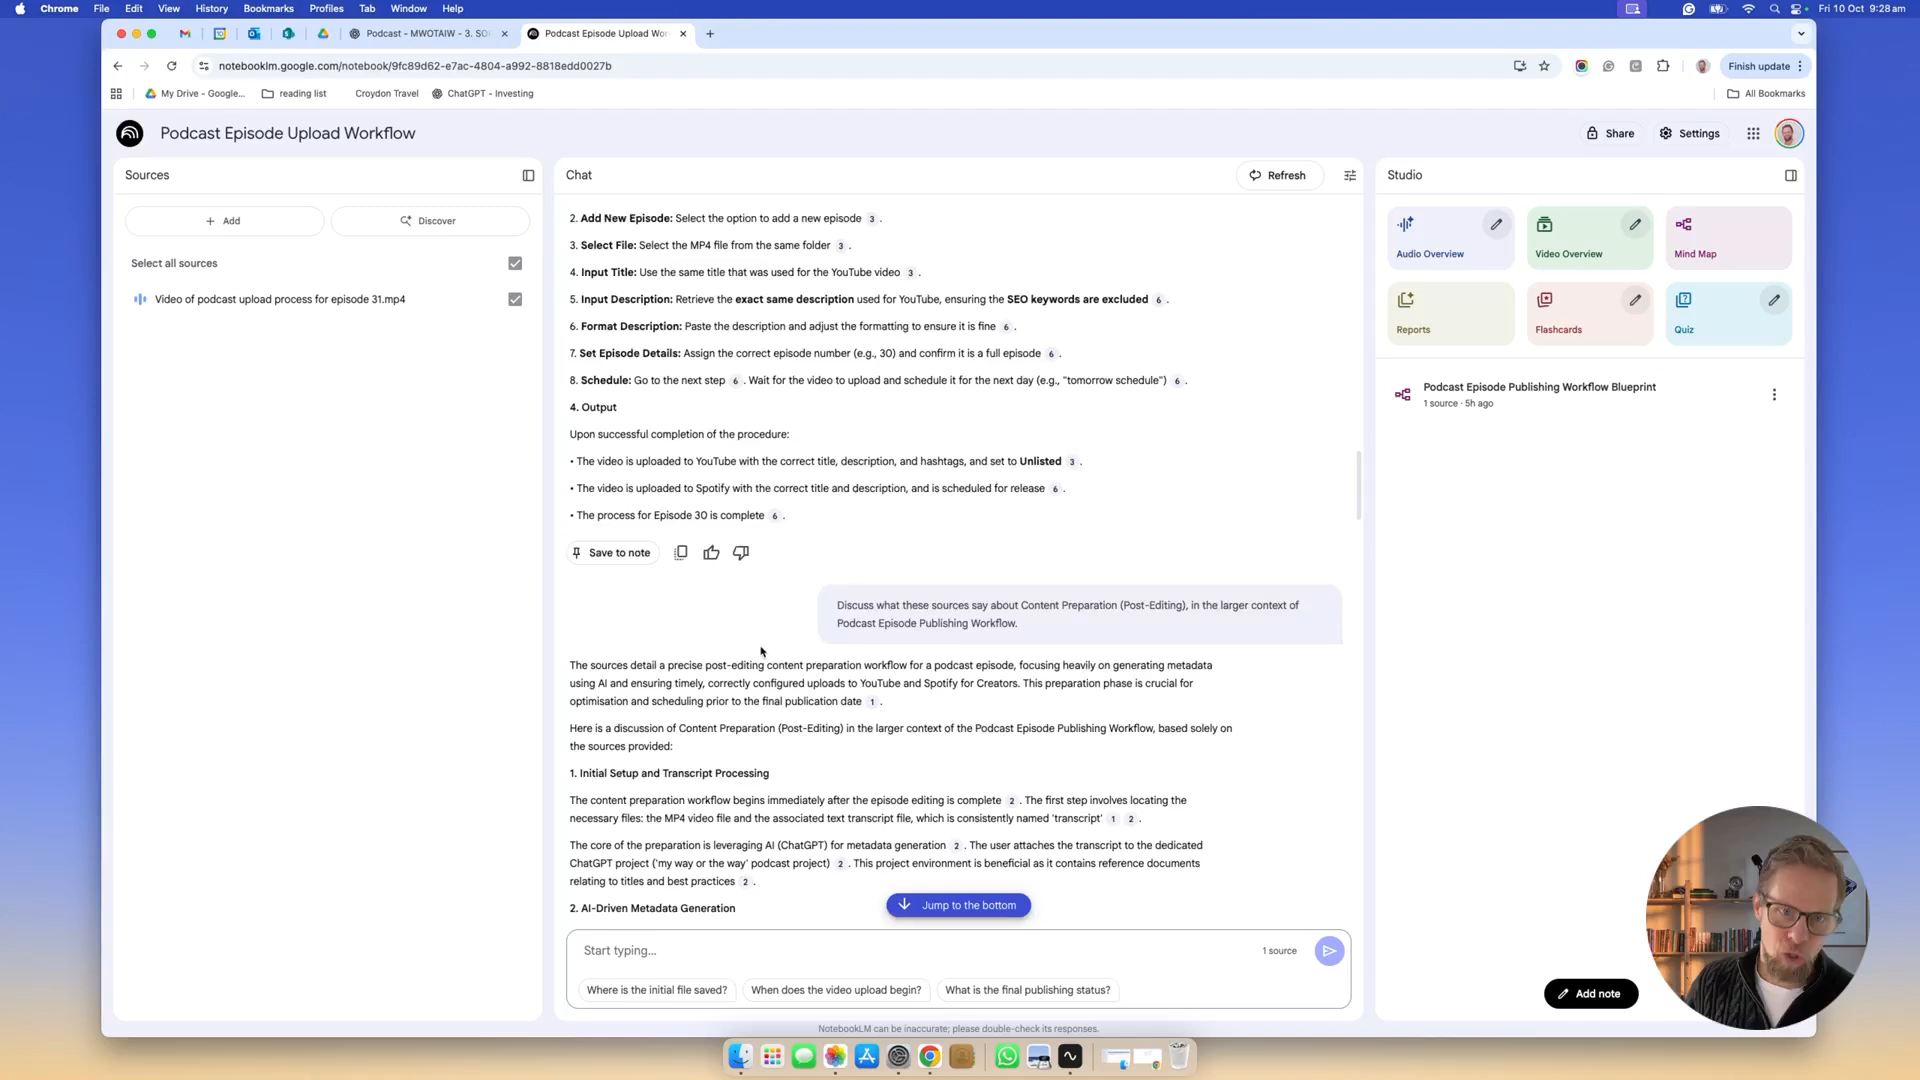 Chrome File Edit View History Bookmarks Profiles Tab Window Help
Fri 10 Oct 9:28am
Podcast - MWOTAIW - 3. SO
Podcast Episode Upload Wor
notebooklm.google.com/notebook/9fc89d62-e7ac-4804-a992-8818edd0027b
Finish update
My Drive - Google...
reading list
Croydon Travel
ChatGPT - Investing
All Bookmarks
Podcast Episode Upload Workflow
Share
Settings
Sources
Add
Discover
Select all sources
Video of podcast upload process for episode 31.mp4
Chat
Refresh
2. Add New Episode: Select the option to add a new episode 3 .
3. Select File: Select the MP4 file from the same folder 3 .
4. Input Title: Use the same title that was used for the YouTube video 3 .
5. Input Description: Retrieve the exact same description used for YouTube, ensuring the SEO keywords are excluded 6 .
6. Format Description: Paste the description and adjust the formatting to ensure it is fine 6 .
7. Set Episode Details: Assign the correct episode number (e.g., 30) and confirm it is a full episode 6 .
8. Schedule: Go to the next step 6 . Wait for the video to upload and schedule it for the next day (e.g., "tomorrow schedule") 6 .
4. Output
Upon successful completion of the procedure:
• The video is uploaded to YouTube with the correct title, description, and hashtags, and set to Unlisted 3 .
• The video is uploaded to Spotify with the correct title and description, and is scheduled for release 6 .
• The process for Episode 30 is complete 6 .
Save to note
Discuss what these sources say about Content Preparation (Post-Editing), in the larger context of
Podcast Episode Publishing Workflow.
The sources detail a precise post-editing content preparation workflow for a podcast episode, focusing heavily on generating metadata
using AI and ensuring timely, correctly configured uploads to YouTube and Spotify for Creators. This preparation phase is crucial for
optimisation and scheduling prior to the final publication date 1 .
Here is a discussion of Content Preparation (Post-Editing) in the larger context of the Podcast Episode Publishing Workflow, based solely on
the sources provided:
1. Initial Setup and Transcript Processing
The content preparation workflow begins immediately after the episode editing is complete 2 . The first step involves locating the
necessary files: the MP4 video file and the associated text transcript file, which is consistently named 'transcript' 1 2 .
The core of the preparation is leveraging AI (ChatGPT) for metadata generation 2 . The user attaches the transcript to the dedicated
ChatGPT project ('my way or the way' podcast project) 2 . This project environment is beneficial as it contains reference documents
relating to titles and best practices 2 .
2. AI-Driven Metadata Generation
Jump to the bottom
Start typing...
1 source
Where is the initial file saved?
When does the video upload begin?
What is the final publishing status?
NotebookLM can be inaccurate; please double-check its responses.
Studio
Audio Overview
Video Overview
Mind Map
Reports
Flashcards
Quiz
Podcast Episode Publishing Workflow Blueprint
1 source · 5h ago
Add note